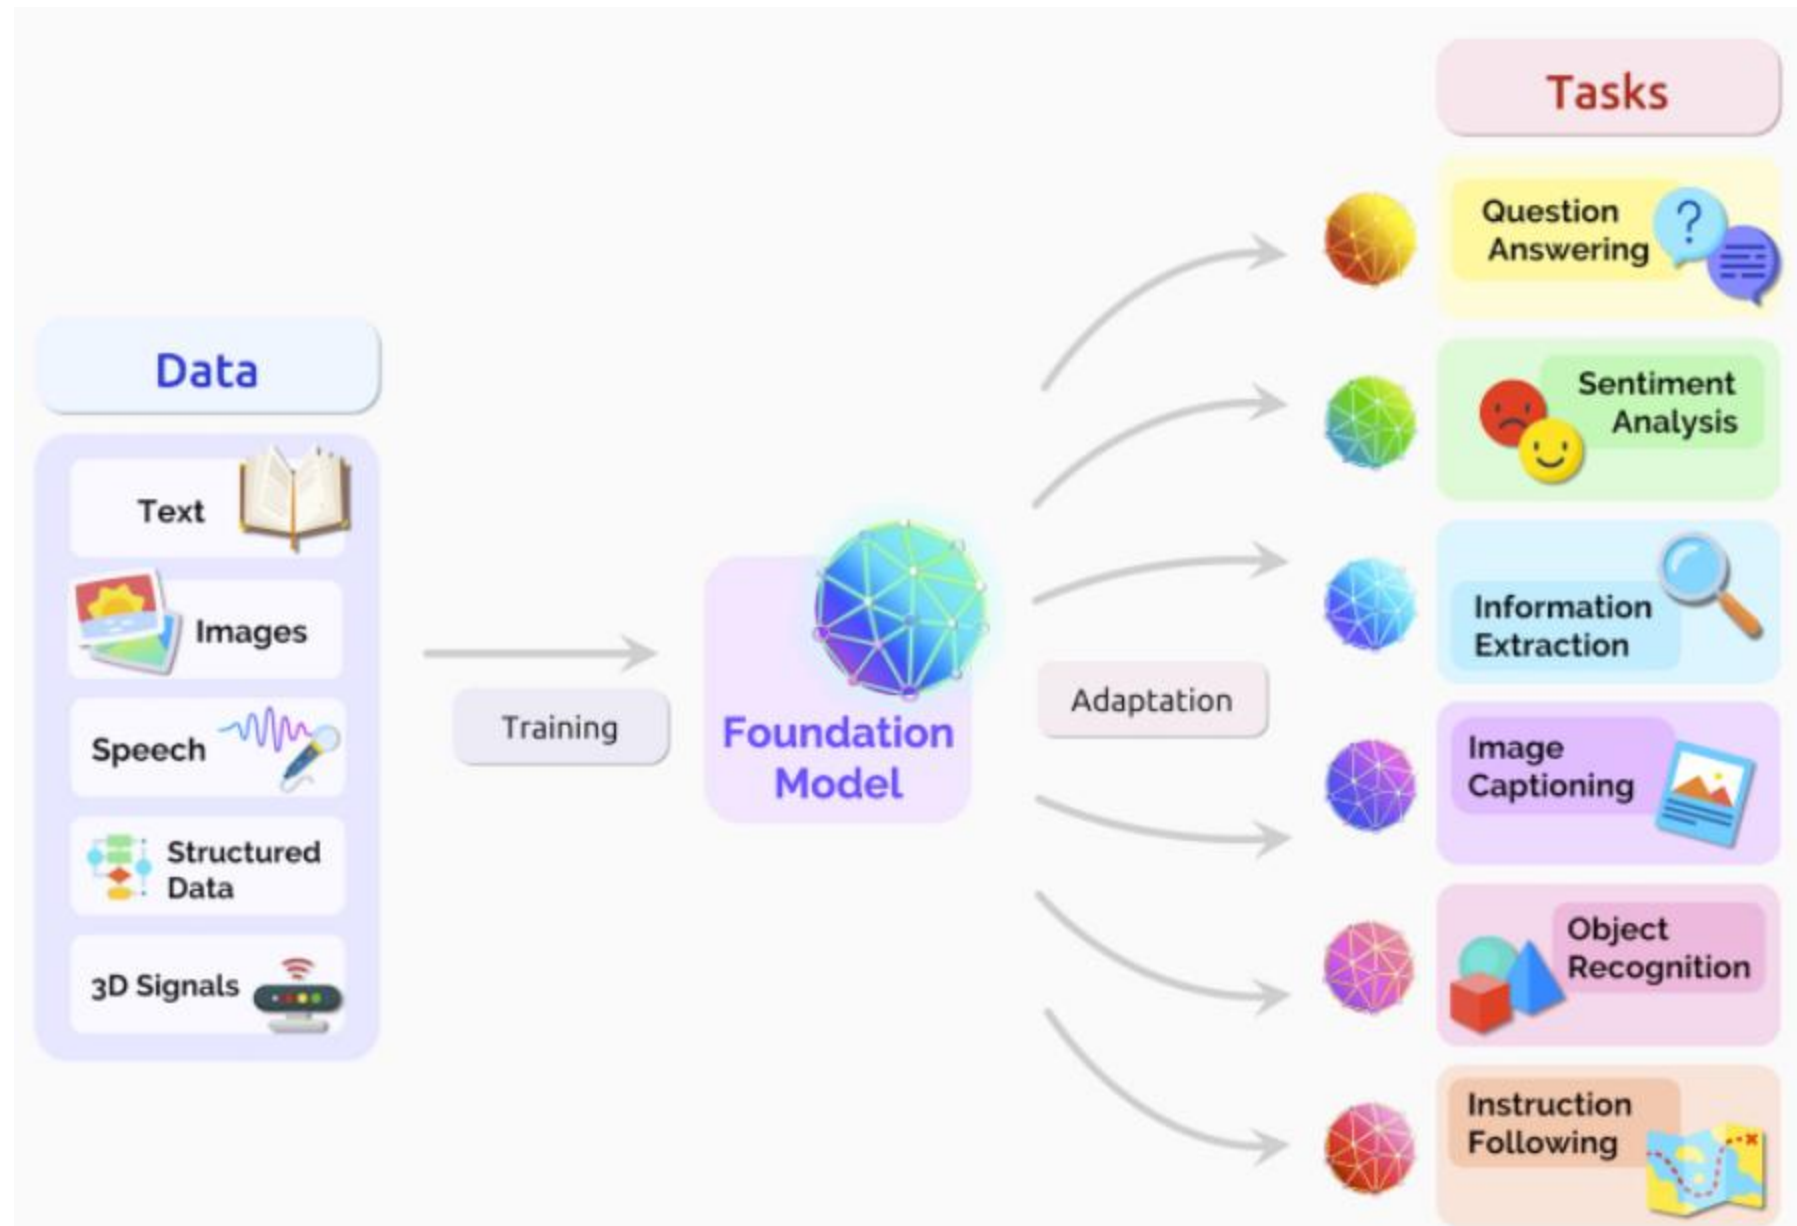 Data
Text
Images
Speech
Structured
Data
3D Signals
Training
Foundation
Model
Adaptation
Tasks
Question
Answering
Sentiment
Analysis
Information
Extraction
Image
Captioning
Object
Recognition
Instruction
Following